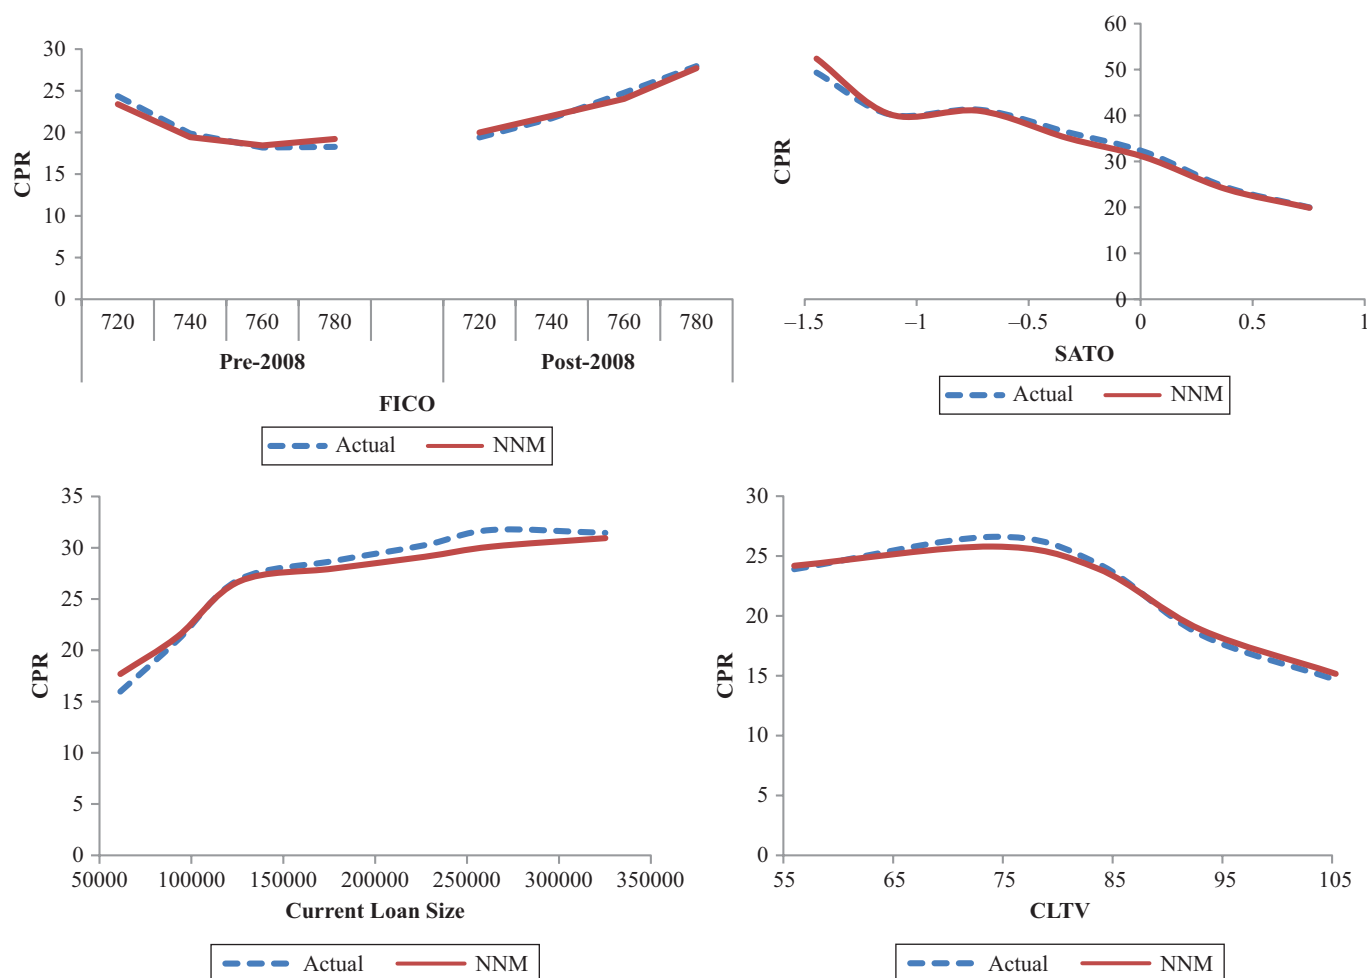 30
25
20
15
10
5
0
CPR
720 740 760 780 720 740 760 780
Pre-2008 Post-2008
FICO
Actual NNM
60
50
40
30
20
10
0
CPR
–1.5 –1 –0.5 0 0.5 1
SATO
Actual NNM
35
30
25
20
15
10
5
0
CPR
50000 100000 150000 200000 250000 300000 350000
Current Loan Size
Actual NNM
30
25
20
15
10
5
0
CPR
55 65 75 85 95 105
CLTV
Actual NNM